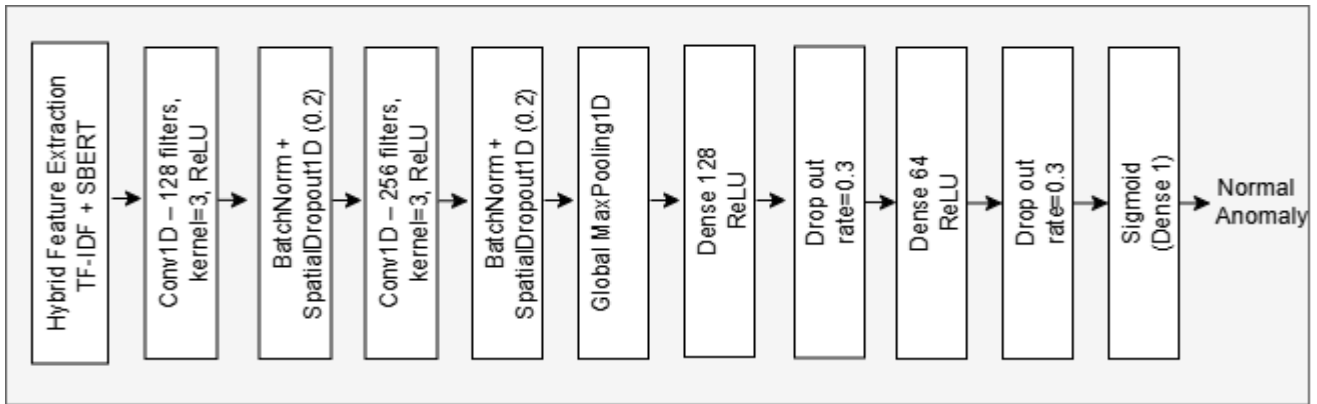 Hybrid Feature Extraction
TF-IDF + SBERT
Conv1D – 128 filters,
kernel=3, ReLU
BatchNorm +
SpatialDropout1D (0.2)
Conv1D – 256 filters,
kernel=3, ReLU
BatchNorm +
SpatialDropout1D (0.2)
Global MaxPooling1D
Dense 128
ReLU
Drop out
rate=0.3
Dense 64
ReLU
Drop out
rate=0.3
Sigmoid
(Dense 1)
Normal
Anomaly